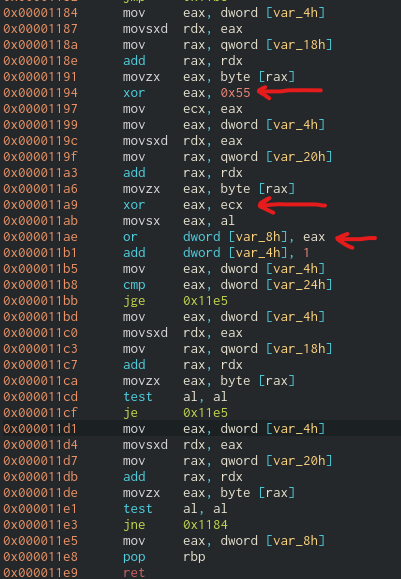 0x00001184 mov eax, dword [var_4h]
0x00001187 movsxd rdx, eax
0x0000118a mov rax, qword [var_18h]
0x0000118e add rax, rdx
0x00001191 movzx eax, byte [rax]
0x00001194 xor eax, 0x55
0x00001197 mov ecx, eax
0x00001199 mov eax, dword [var_4h]
0x0000119c movsxd rdx, eax
0x0000119f mov rax, qword [var_20h]
0x000011a3 add rax, rdx
0x000011a6 movzx eax, byte [rax]
0x000011a9 xor eax, ecx
0x000011ab movsx eax, al
0x000011ae or dword [var_8h], eax
0x000011b1 add dword [var_4h], 1
0x000011b5 mov eax, dword [var_4h]
0x000011b8 cmp eax, dword [var_24h]
0x000011bb jge 0x11e5
0x000011bd mov eax, dword [var_4h]
0x000011c0 movsxd rdx, eax
0x000011c3 mov rax, qword [var_18h]
0x000011c7 add rax, rdx
0x000011ca movzx eax, byte [rax]
0x000011cd test al, al
0x000011cf je 0x11e5
0x000011d1 mov eax, dword [var_4h]
0x000011d4 movsxd rdx, eax
0x000011d7 mov rax, qword [var_20h]
0x000011db add rax, rdx
0x000011de movzx eax, byte [rax]
0x000011e1 test al, al
0x000011e3 jne 0x1184
0x000011e5 mov eax, dword [var_8h]
0x000011e8 pop rbp
0x000011e9 ret